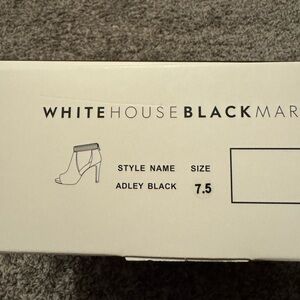 WHITEHOUSEBLACKMAR
STYLE NAME SIZE
ADLEY BLACK 7.5